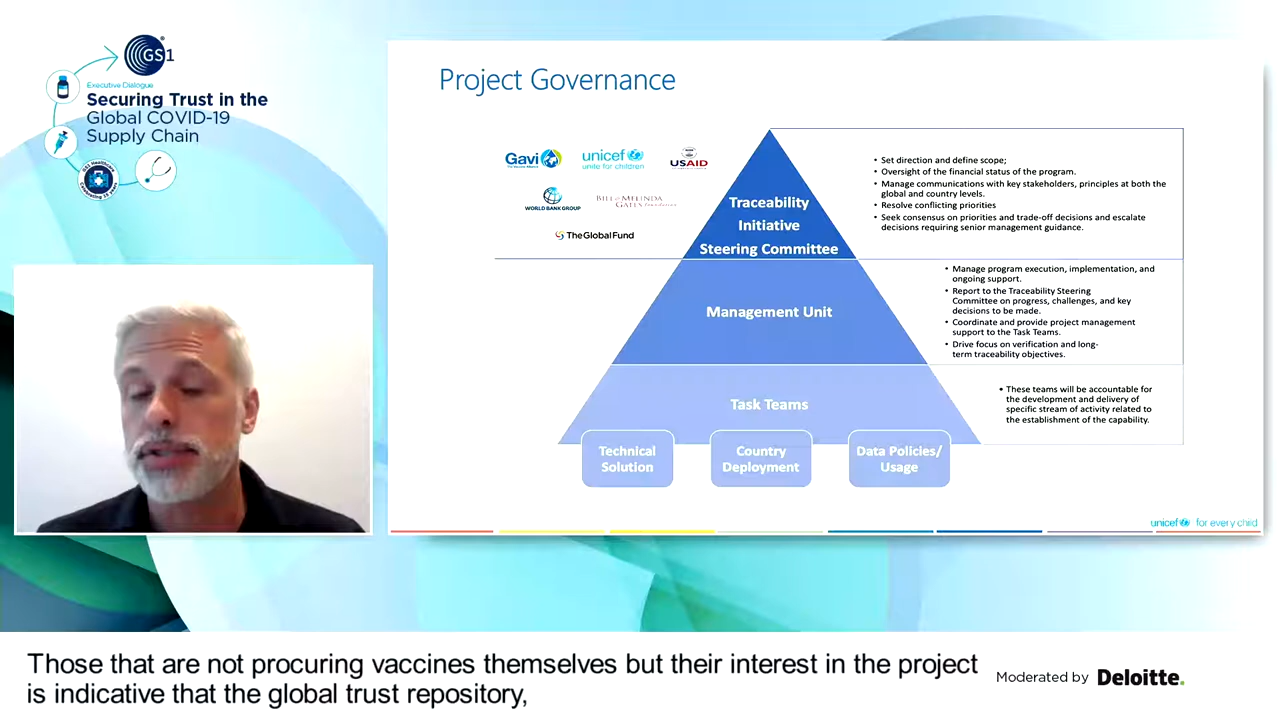 GS1
Executive Dialogue
Securing Trust in the
Global COVID-19
Supply Chain
Project Governance
Gavi
unicef
unite for children
USAID
WORLD BANK GROUP
BILL & MELINDA
GATES foundation
The Global Fund
Traceability
Initiative
Steering Committee
• Set direction and define scope;
• Oversight of the financial status of the program.
• Manage communications with key stakeholders, principles at both the
global and country levels.
• Resolve conflicting priorities
• Seek consensus on priorities and trade-off decisions and escalate
decisions requiring senior management guidance.
Management Unit
• Manage program execution, implementation, and
ongoing support.
• Report to the Traceability Steering
Committee on progress, challenges, and key
decisions to be made.
• Coordinate and provide project management
support to the Task Teams.
• Drive focus on verification and long-
term traceability objectives.
Task Teams
• These teams will be accountable for
the development and delivery of
specific stream of activity related to
the establishment of the capability.
Technical
Solution
Country
Deployment
Data Policies/
Usage
unicef for every child
Those that are not procuring vaccines themselves but their interest in the project
is indicative that the global trust repository,
Moderated by Deloitte.